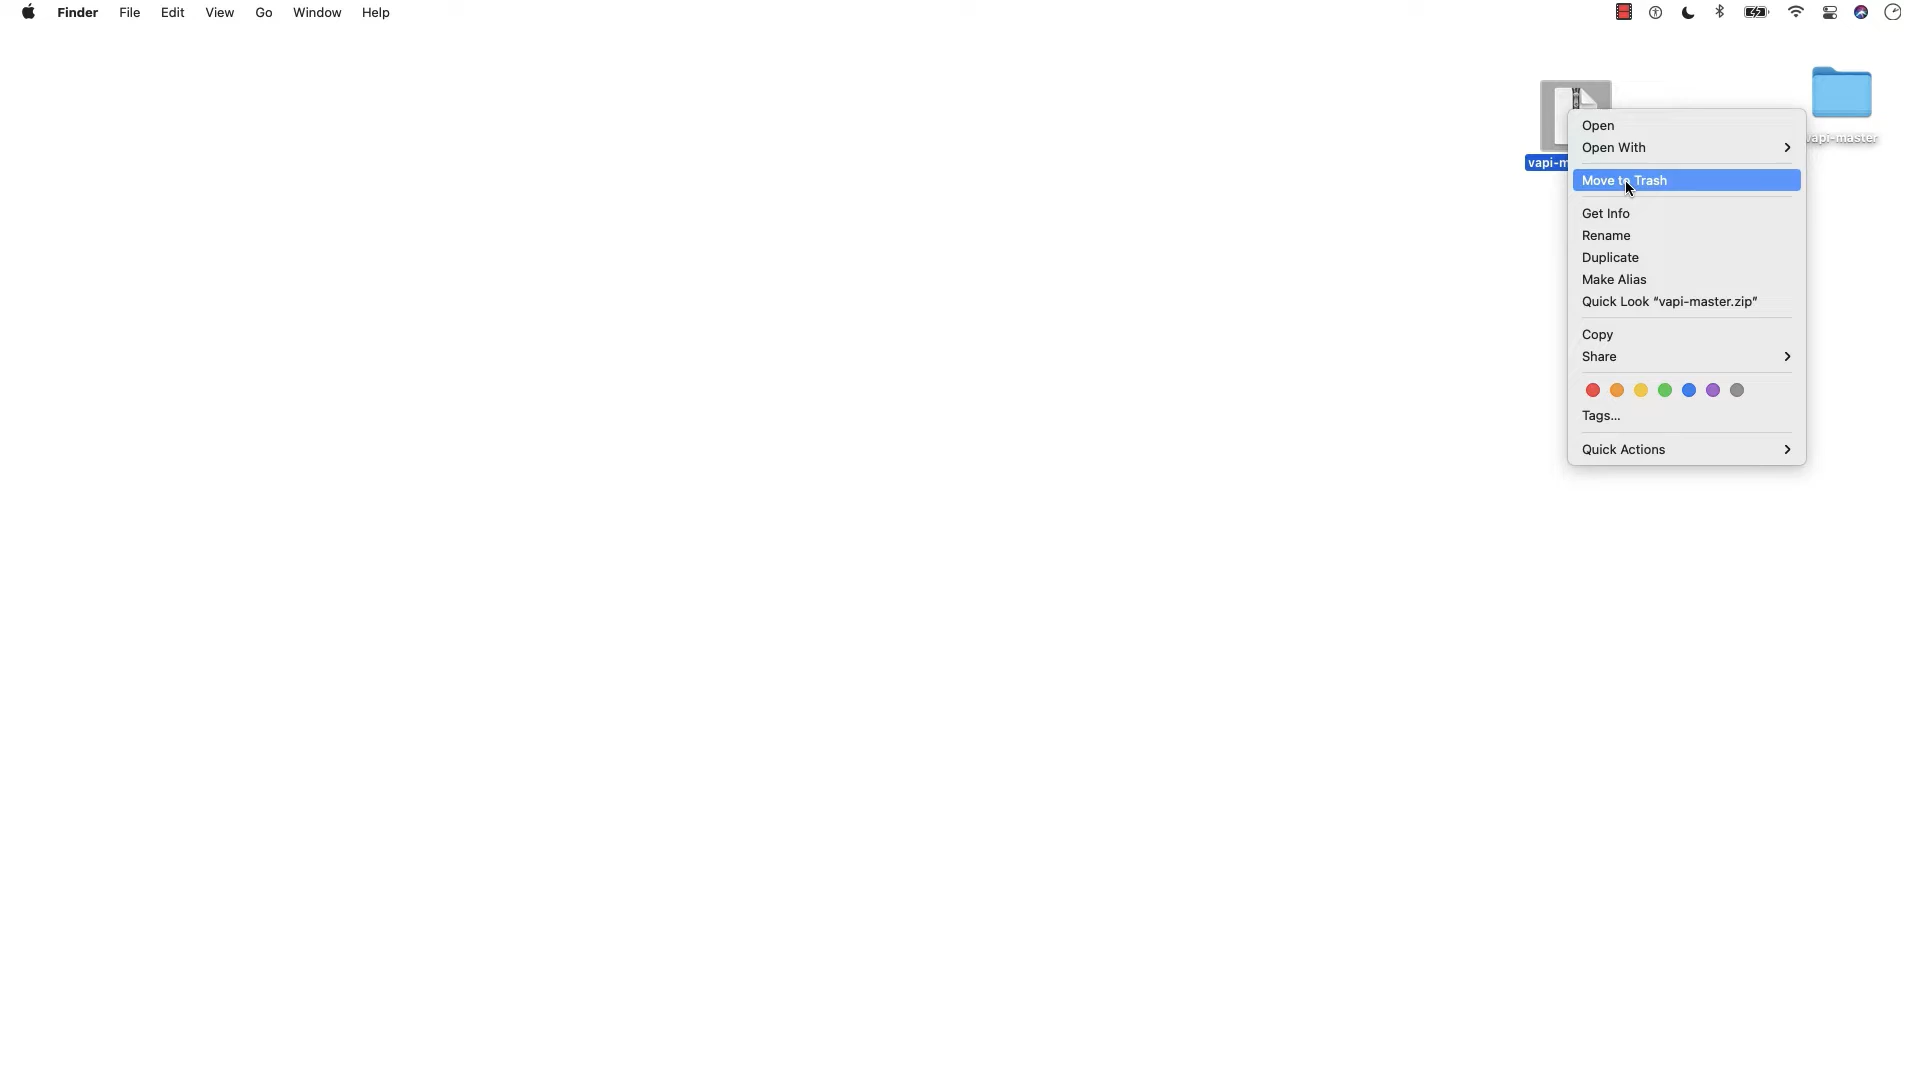 Finder File Edit View Go Window Help
vapi-m
vapi-master
Open
Open With
Move to Trash
Get Info
Rename
Duplicate
Make Alias
Quick Look “vapi-master.zip”
Copy
Share
Tags...
Quick Actions